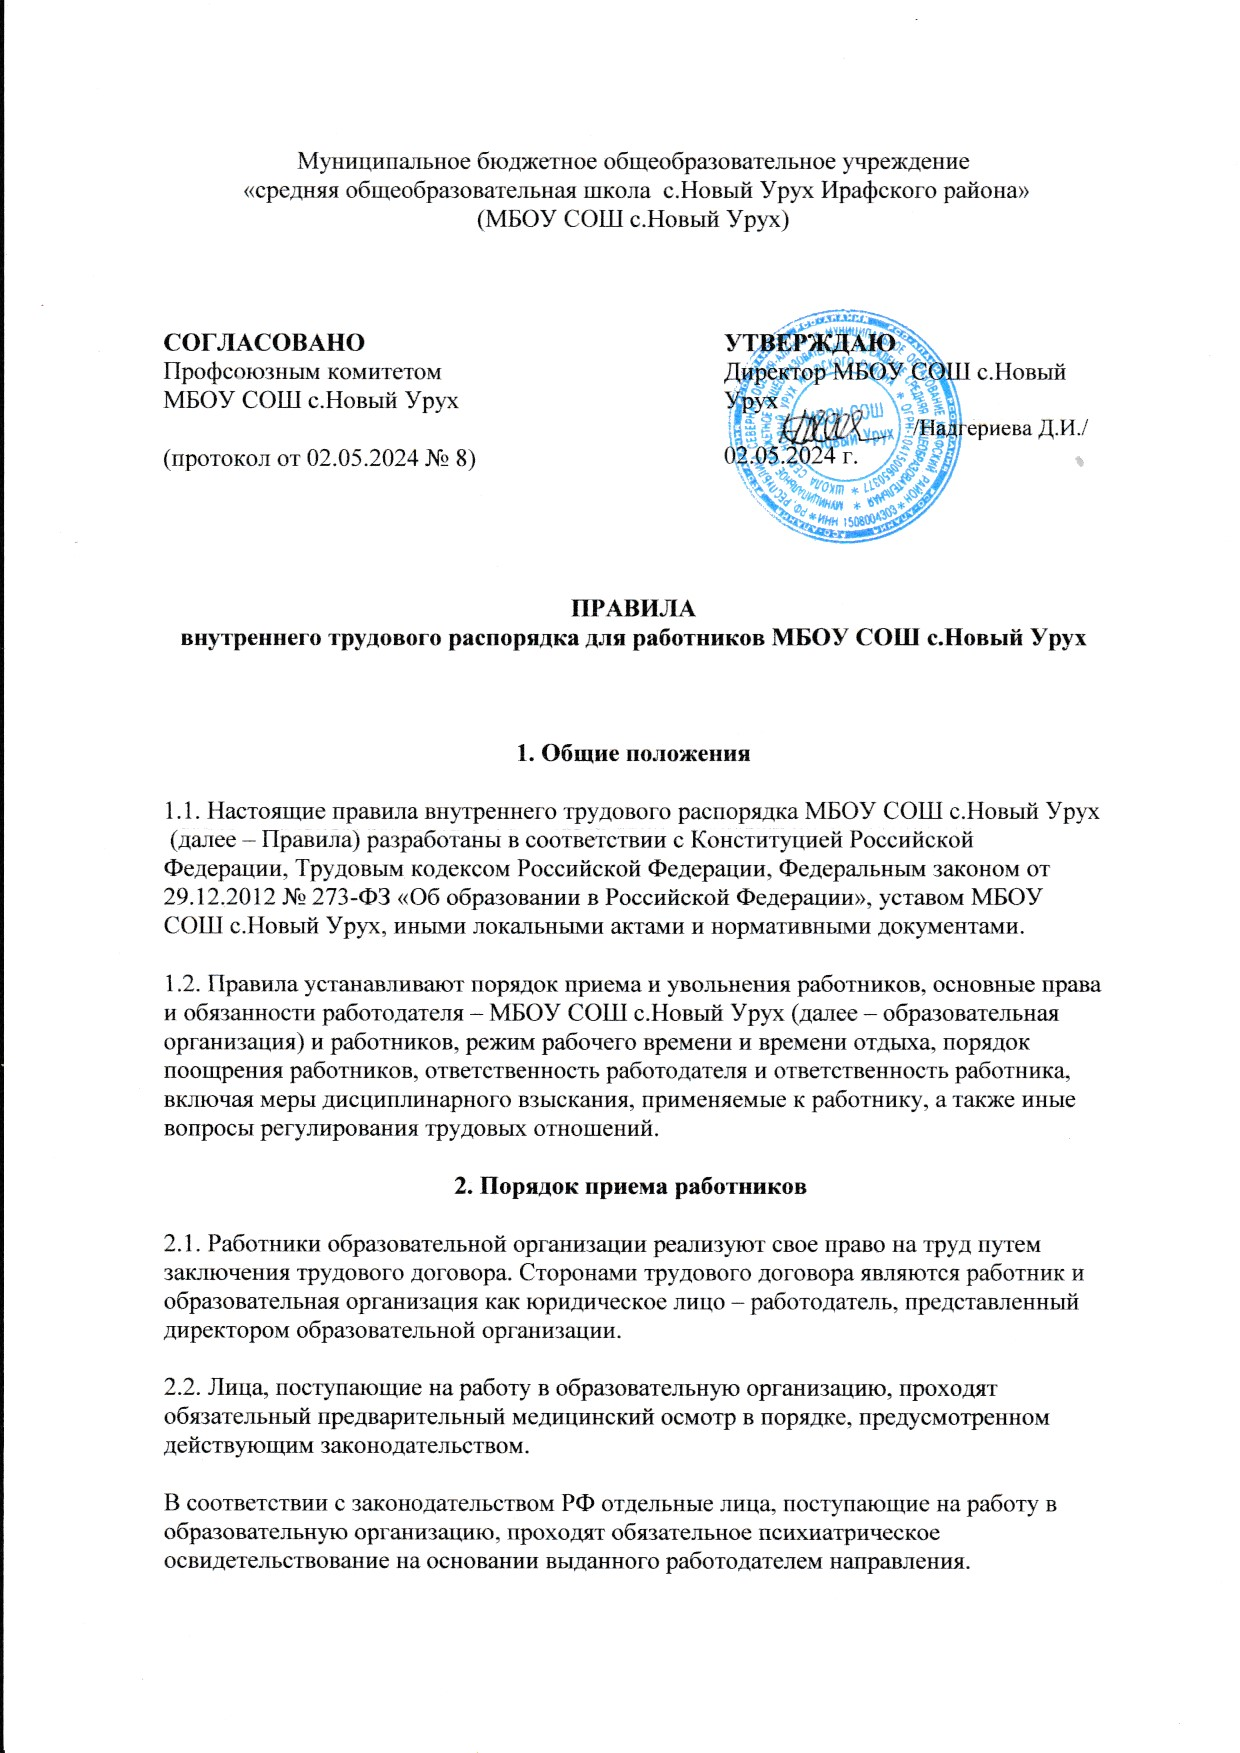 Муниципальное бюджетное общеобразовательное учреждение
«средняя общеобразовательная школа с.Новый Урух Ирафского района»
(МБОУ СОШ с.Новый Урух)
СОГЛАСОВАНО
Профсоюзным комитетом
МБОУ СОШ с.Новый Урух
(протокол от 02.05.2024 № 8)
УТВЕРЖДАЮ
Директор МБОУ СОШ с.Новый
Урух
/Надгериева Д.И./
02.05.2024 г.
МБОУ СОШ
Новый Урух
ИНН 1508004303
ПРАВИЛА
внутреннего трудового распорядка для работников МБОУ СОШ с.Новый Урух
1. Общие положения
1.1. Настоящие правила внутреннего трудового распорядка МБОУ СОШ с.Новый Урух
(далее – Правила) разработаны в соответствии с Конституцией Российской
Федерации, Трудовым кодексом Российской Федерации, Федеральным законом от
29.12.2012 № 273-ФЗ «Об образовании в Российской Федерации», уставом МБОУ
СОШ с.Новый Урух, иными локальными актами и нормативными документами.
1.2. Правила устанавливают порядок приема и увольнения работников, основные права
и обязанности работодателя – МБОУ СОШ с.Новый Урух (далее – образовательная
организация) и работников, режим рабочего времени и времени отдыха, порядок
поощрения работников, ответственность работодателя и ответственность работника,
включая меры дисциплинарного взыскания, применяемые к работнику, а также иные
вопросы регулирования трудовых отношений.
2. Порядок приема работников
2.1. Работники образовательной организации реализуют свое право на труд путем
заключения трудового договора. Сторонами трудового договора являются работник и
образовательная организация как юридическое лицо – работодатель, представленный
директором образовательной организации.
2.2. Лица, поступающие на работу в образовательную организацию, проходят
обязательный предварительный медицинский осмотр в порядке, предусмотренном
действующим законодательством.
В соответствии с законодательством РФ отдельные лица, поступающие на работу в
образовательную организацию, проходят обязательное психиатрическое
освидетельствование на основании выданного работодателем направления.